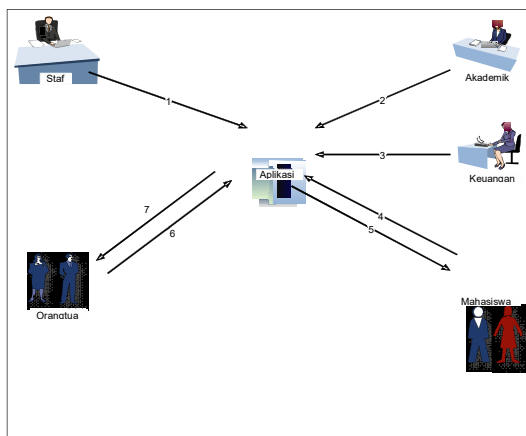 Staf
Akademik
1
2
3
Aplikasi
Keuangan
4
5
7
6
Mahasiswa
Orangtua